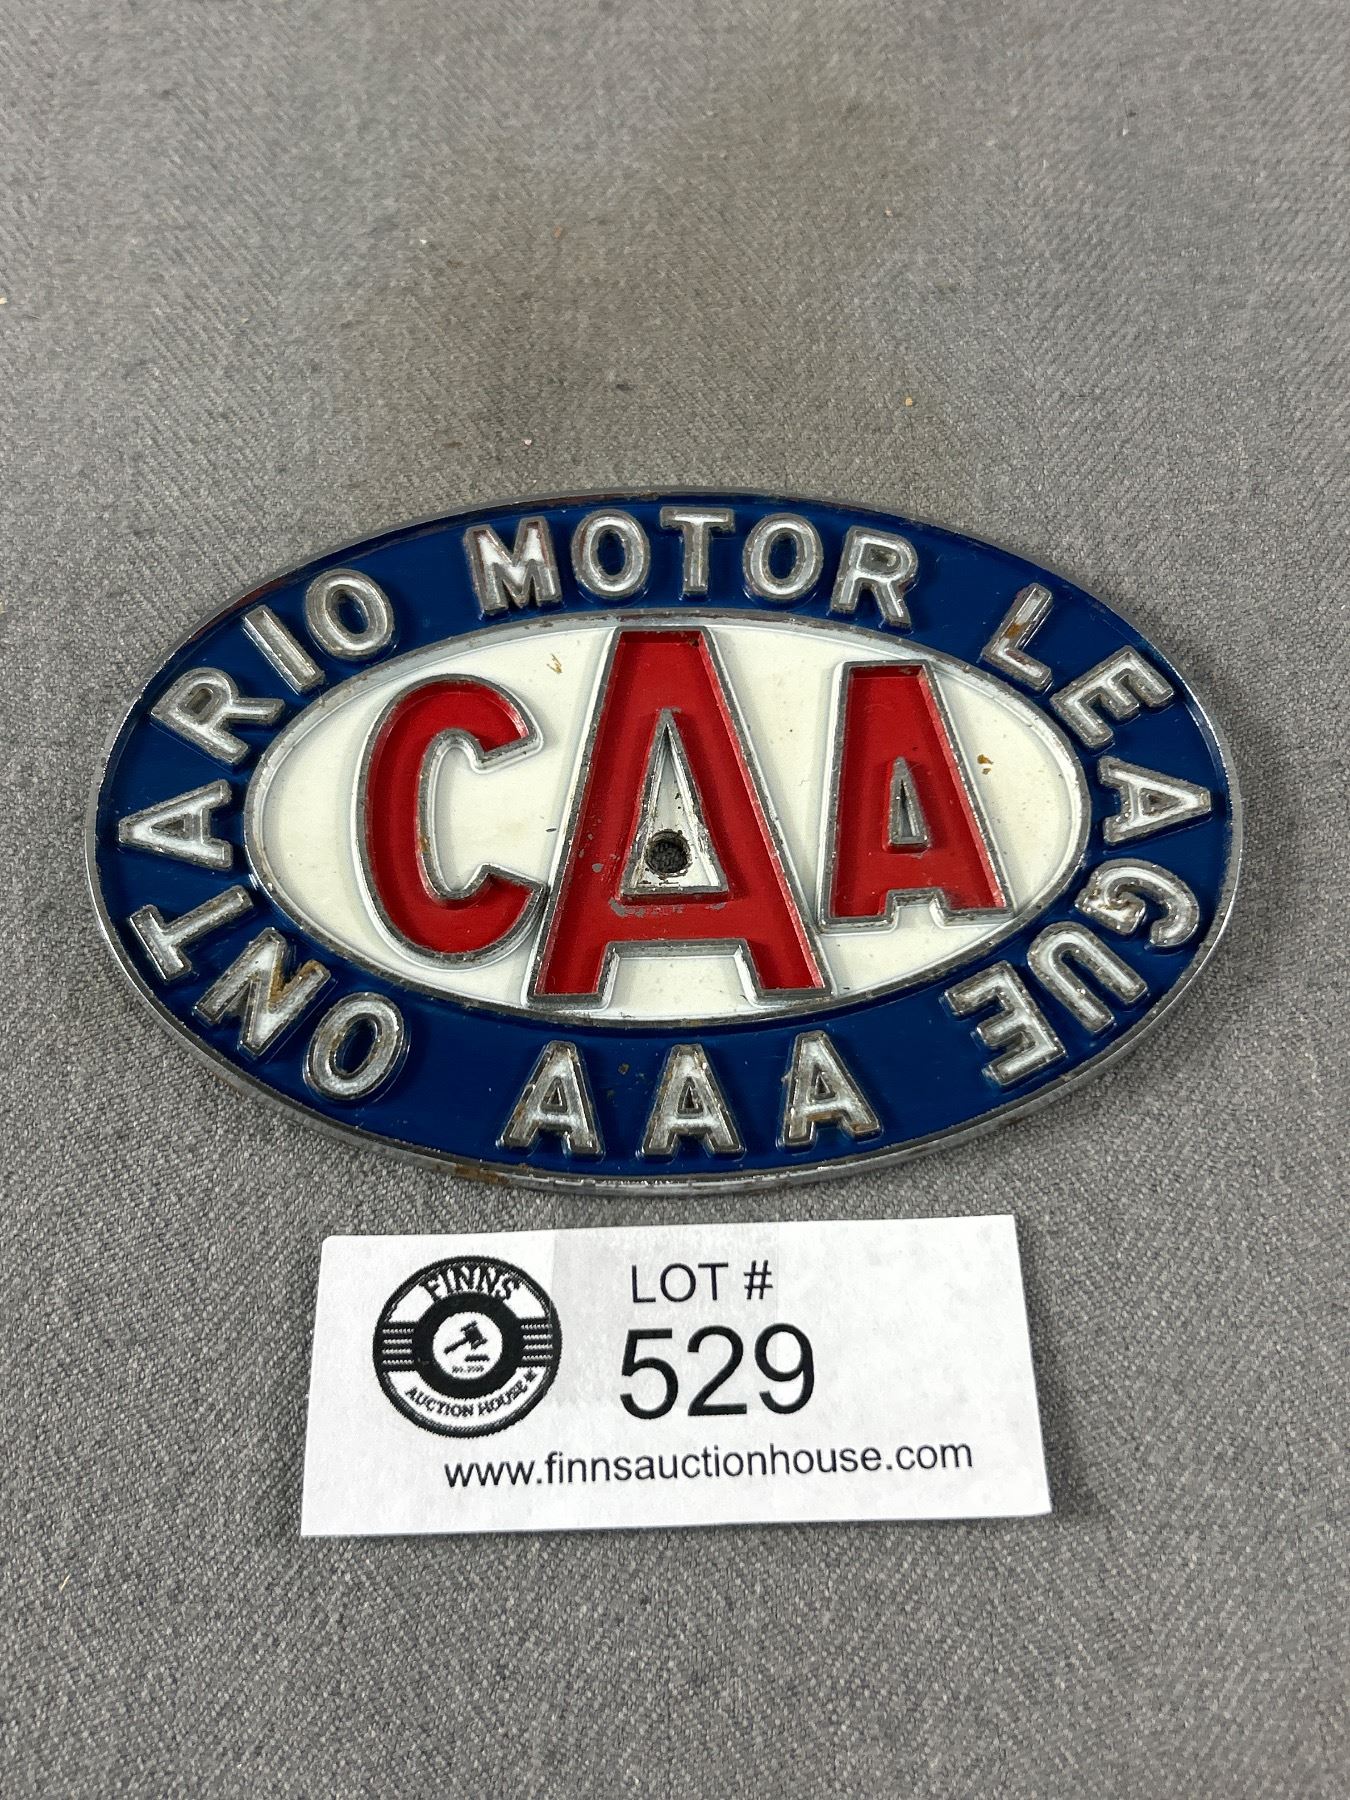 ONTARIO MOTOR LEAGUE
CAA
AAA
FINNS
AUCTION HOUSE
LOT #
529
www.finnsauctionhouse.com